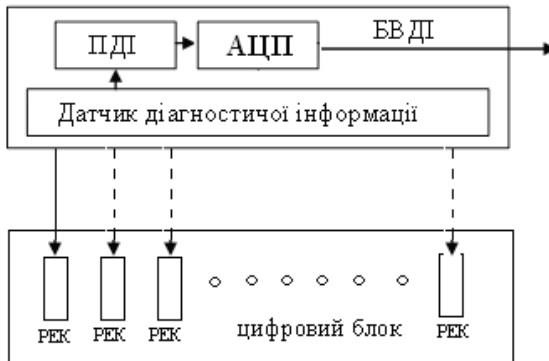 ПДІ
АЦП
БВДІ
Датчик діагностичої інформації
РЕК
РЕК
РЕК
цифровий блок
РЕК